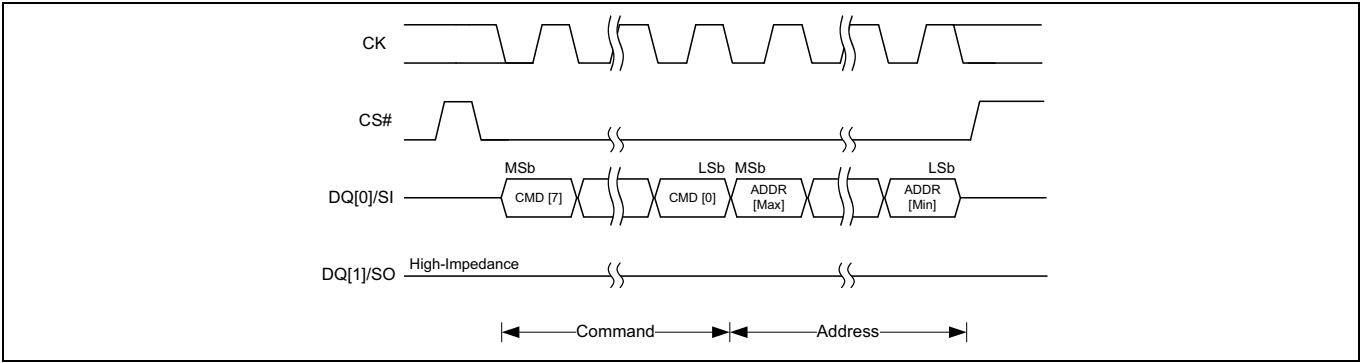 CK
CS#
MSb LSb MSb LSb
DQ[0]/SI CMD [7] CMD [0] ADDR [Max] ADDR [Min]
DQ[1]/SO High-Impedance
Command Address